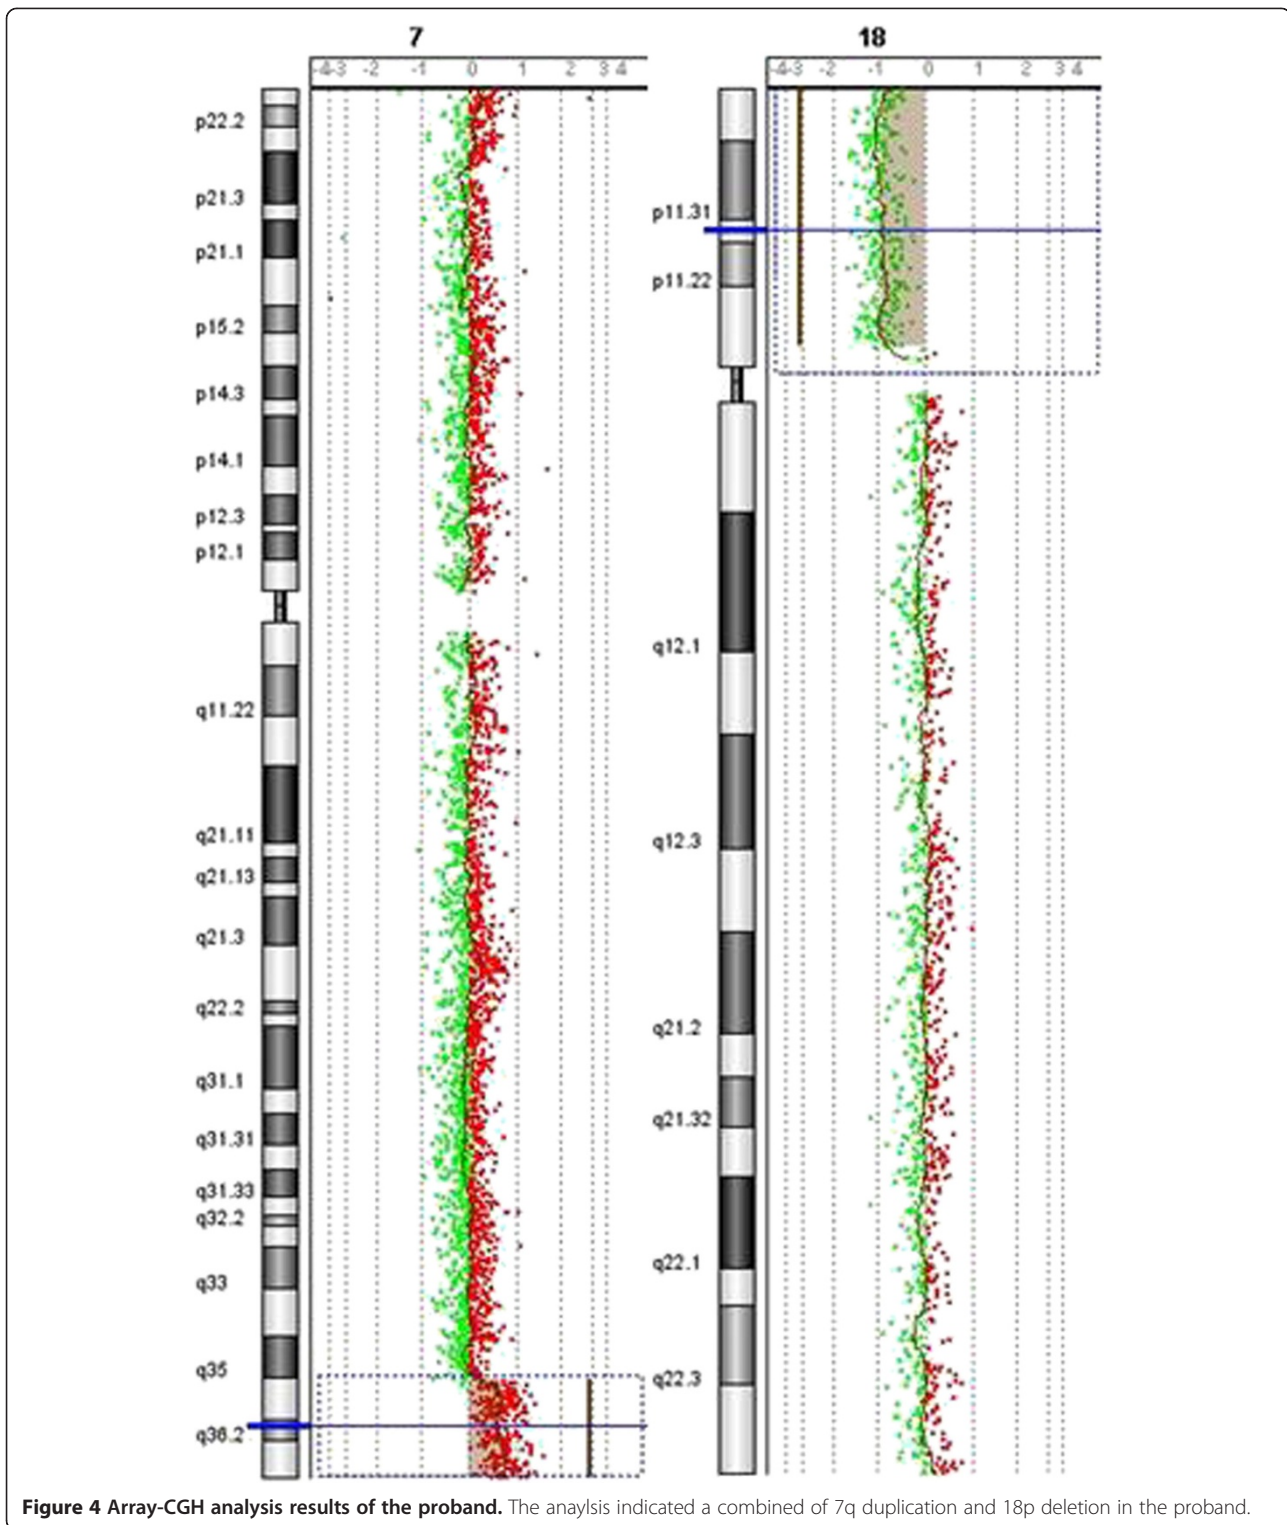 7
-4 -3 -2 -1 0 1 2 3 4
p22.2
p21.3
p21.1
p15.2
p14.3
p14.1
p12.3
p12.1
q11.22
q21.11
q21.13
q21.3
q22.2
q31.1
q31.31
q31.33
q32.2
q33
q35
q36.2
18
-4 -3 -2 -1 0 1 2 3 4
p11.31
p11.22
q12.1
q12.3
q21.2
q21.32
q22.1
q22.3
Figure 4 Array-CGH analysis results of the proband. The anaylsis indicated a combined of 7q duplication and 18p deletion in the proband.